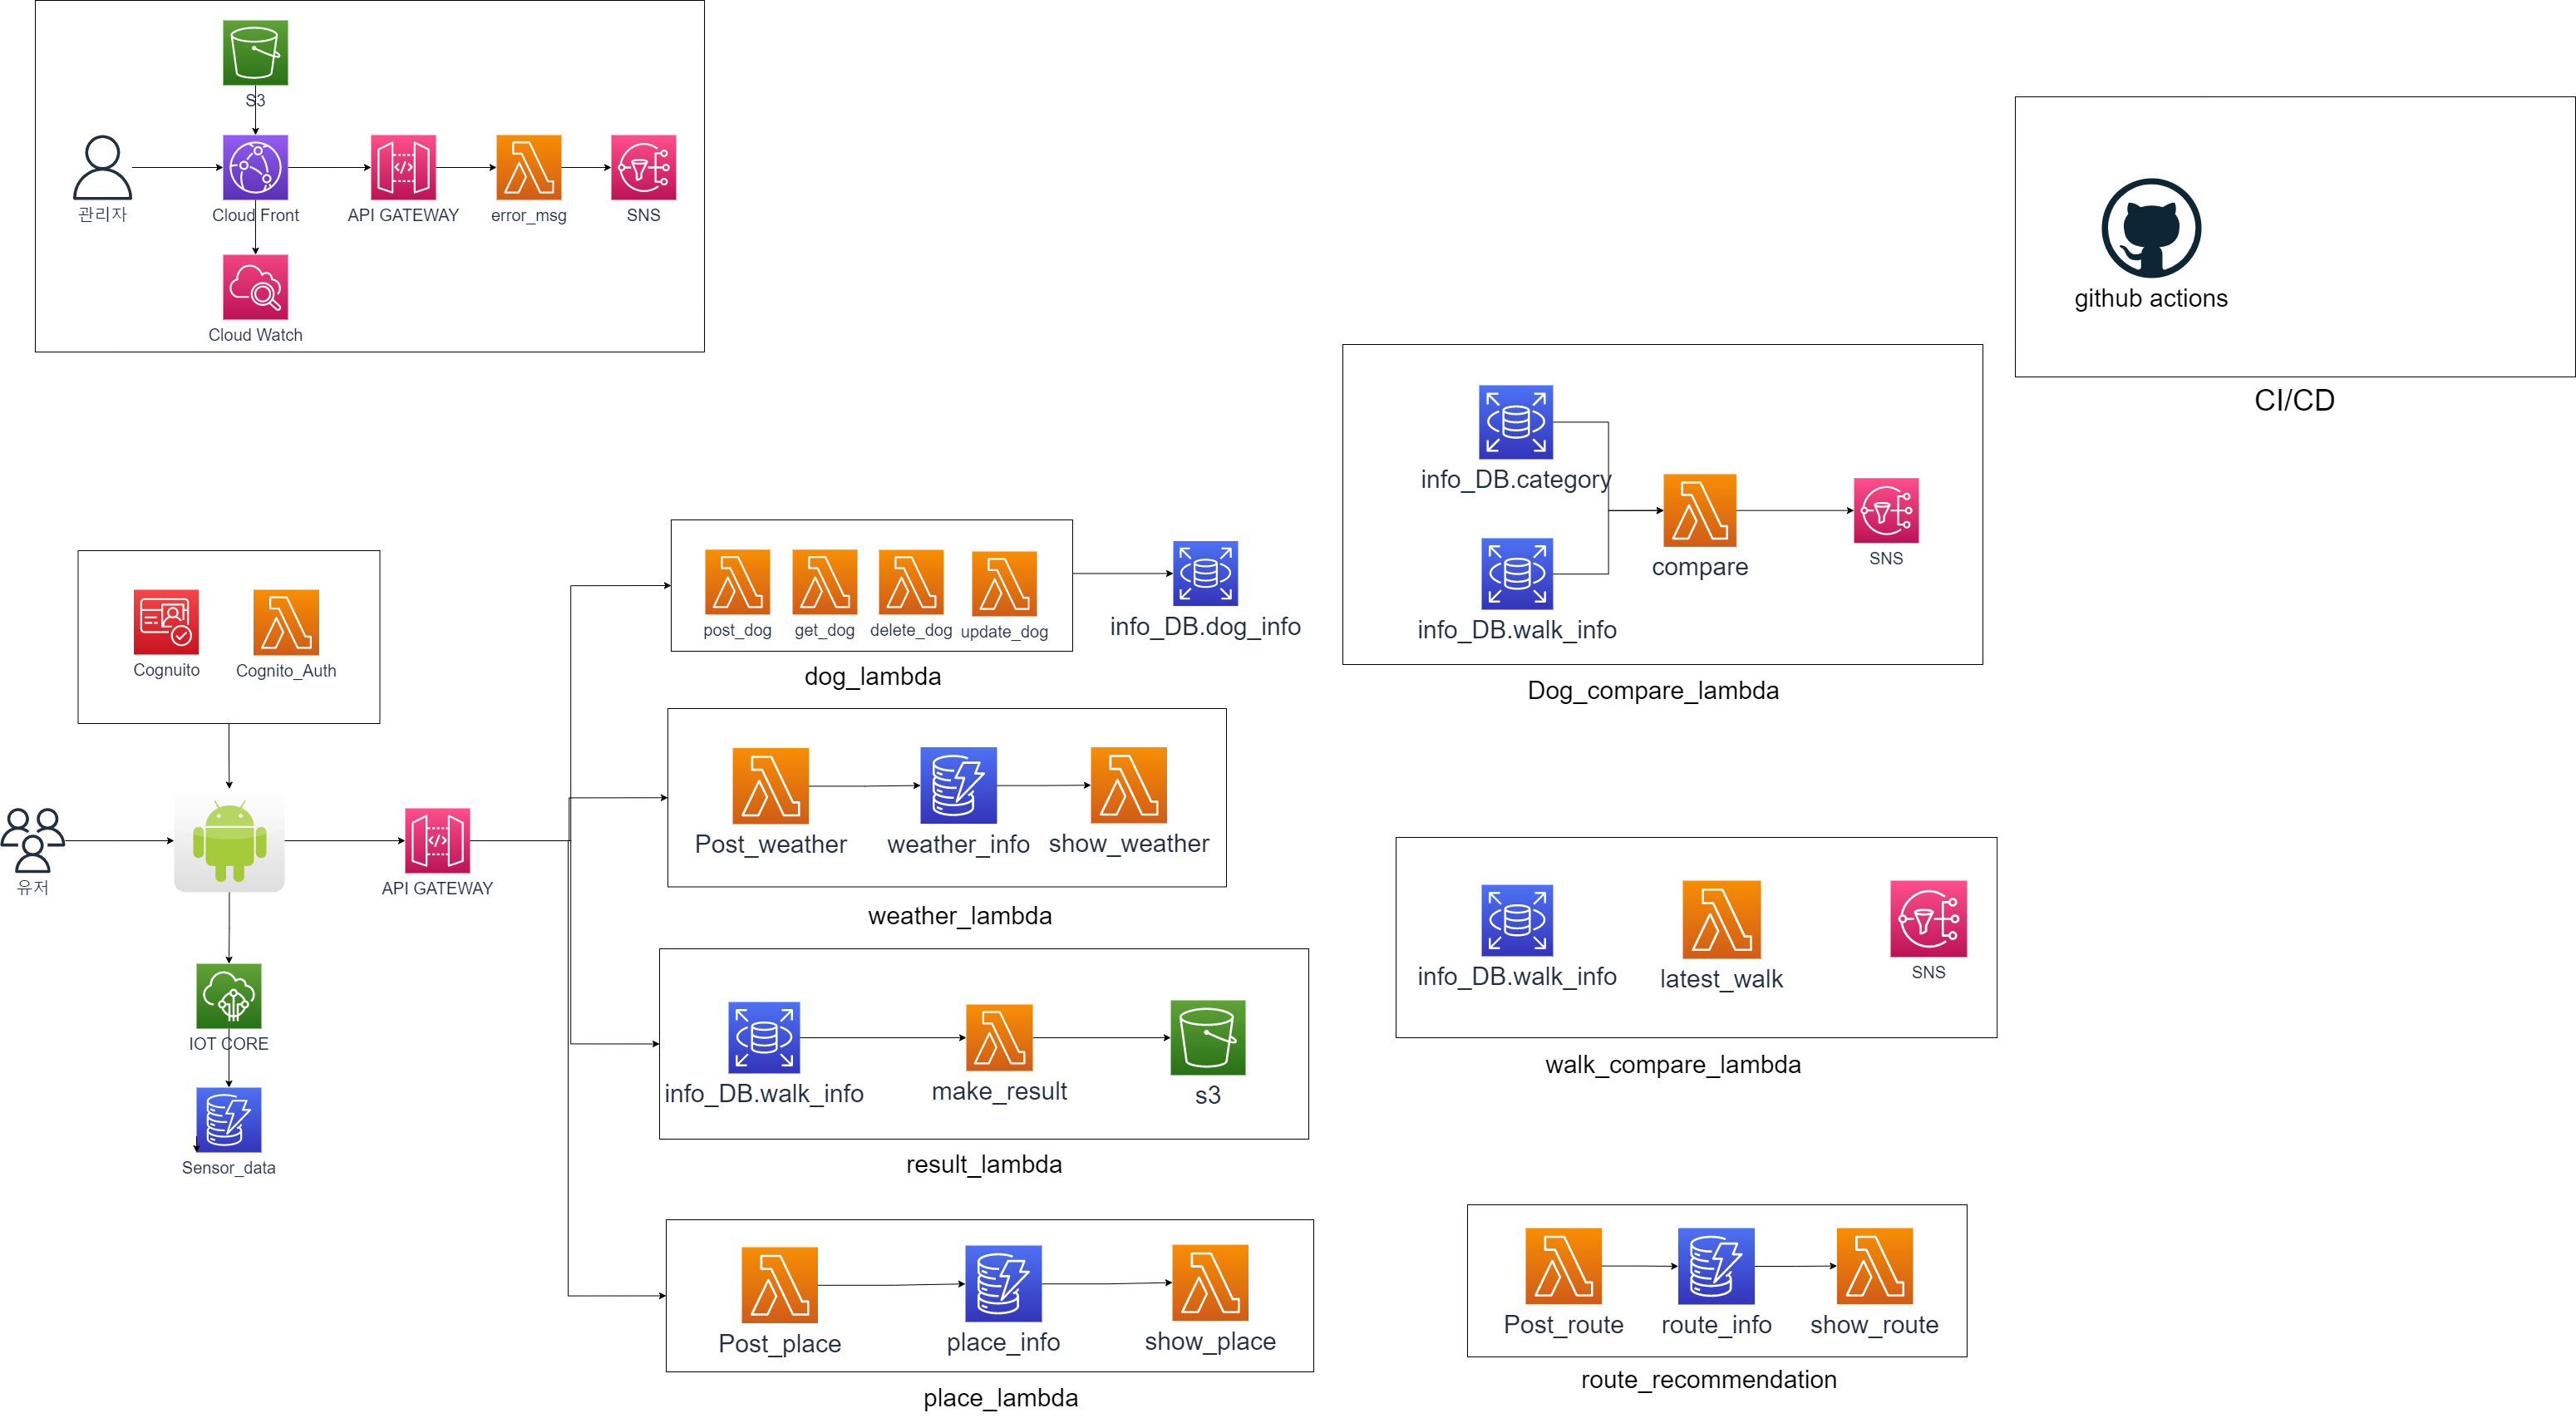 S3
관리자
Cloud Front
API GATEWAY
error_msg
SNS
Cloud Watch
github actions
CI/CD
info_DB.category
compare
SNS
info_DB.walk_info
Dog_compare_lambda
Cognuito
Cognito_Auth
post_dog
get_dog
delete_dog
update_dog
dog_lambda
info_DB.dog_info
유저
API GATEWAY
IOT CORE
Sensor_data
Post_weather
weather_info
show_weather
weather_lambda
info_DB.walk_info
latest_walk
SNS
walk_compare_lambda
info_DB.walk_info
make_result
s3
result_lambda
Post_place
place_info
show_place
place_lambda
Post_route
route_info
show_route
route_recommendation